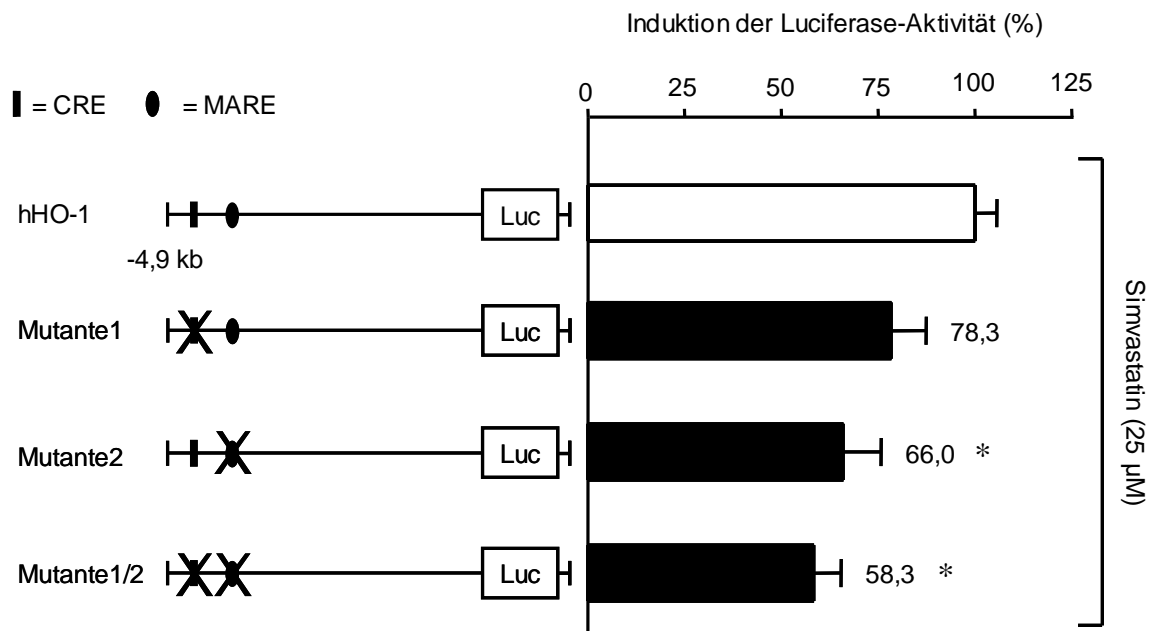 Induktion der Luciferase-Aktivität (%)
0 25 50 75 100 125
= CRE = MARE
hHO-1 Luc
-4,9 kb
Mutante1 Luc 78,3
Mutante2 Luc 66,0 *
Mutante1/2 Luc 58,3 *
Simvastatin (25 µM)